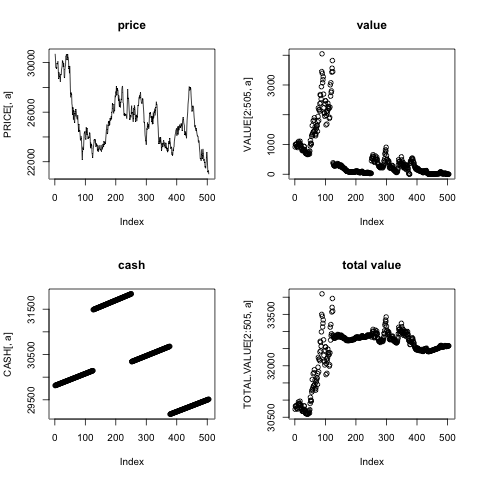 price
PRICE[, a]
22000 26000 30000
0 100 200 300 400 500
Index
value
VALUE[2:505, a]
0 1000 3000
0 100 200 300 400 500
Index
cash
CASH[, a]
29500 30500 31500
0 100 200 300 400 500
Index
total value
TOTAL.VALUE[2:505, a]
30500 32000 33500
0 100 200 300 400 500
Index